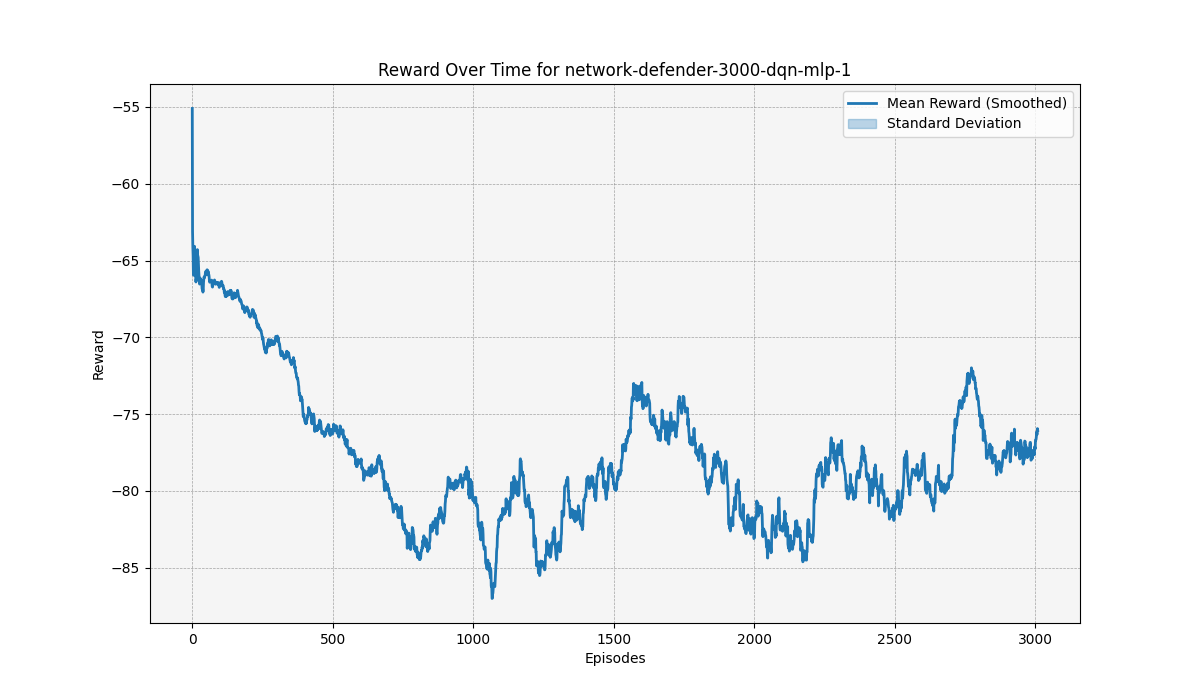 Reward Over Time for network-defender-3000-dqn-mlp-1
Mean Reward (Smoothed)
Standard Deviation
−55
−60
−65
−70
−75
−80
−85
Reward
0 500 1000 1500 2000 2500 3000
Episodes